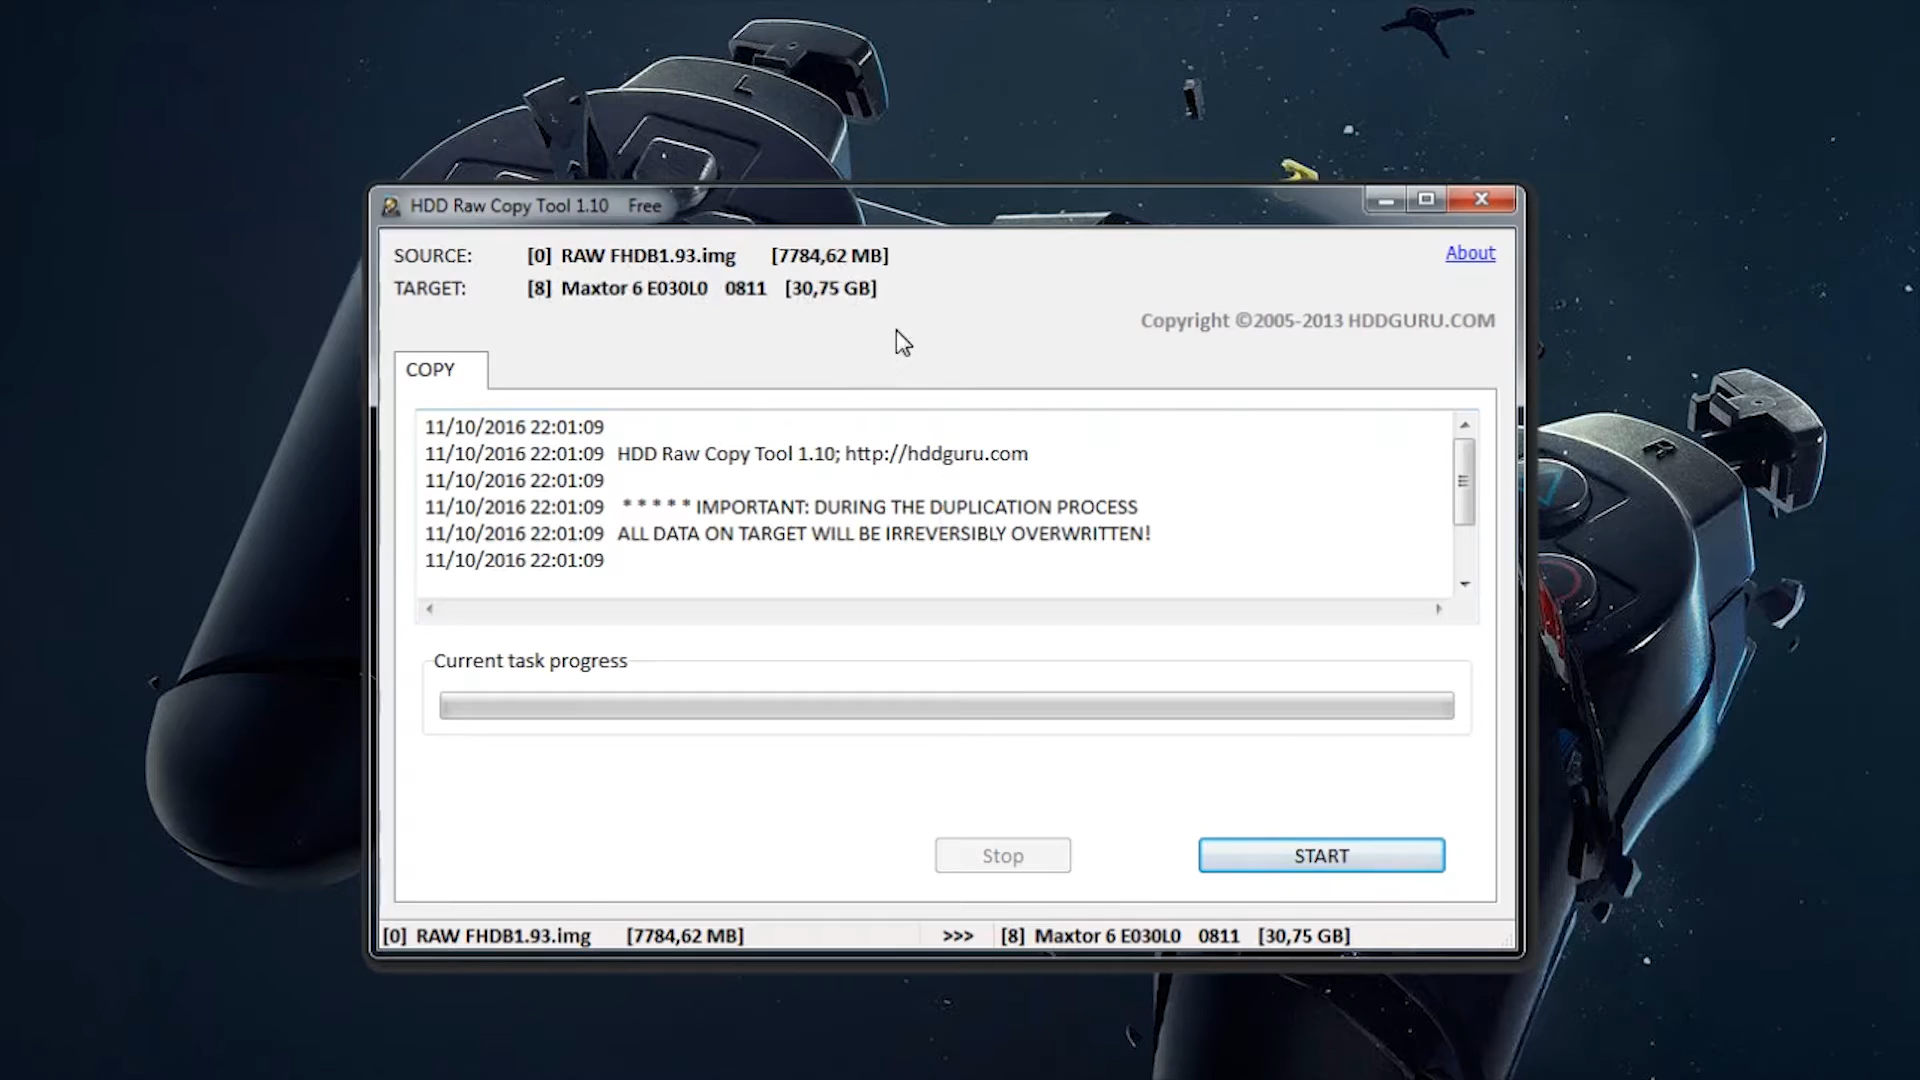 HDD Raw Copy Tool 1.10 Free
SOURCE: [0] RAW FHDB1.93.img [7784,62 MB]
About
TARGET: [8] Maxtor 6 E030L0 0811 [30,75 GB]
Copyright ©2005-2013 HDDGURU.COM
COPY
11/10/2016 22:01:09
11/10/2016 22:01:09 HDD Raw Copy Tool 1.10; http://hddguru.com
11/10/2016 22:01:09
11/10/2016 22:01:09 * * * * * IMPORTANT: DURING THE DUPLICATION PROCESS
11/10/2016 22:01:09 ALL DATA ON TARGET WILL BE IRREVERSIBLY OVERWRITTEN!
11/10/2016 22:01:09
Current task progress
Stop
START
[0] RAW FHDB1.93.img [7784,62 MB] >>> [8] Maxtor 6 E030L0 0811 [30,75 GB]
L